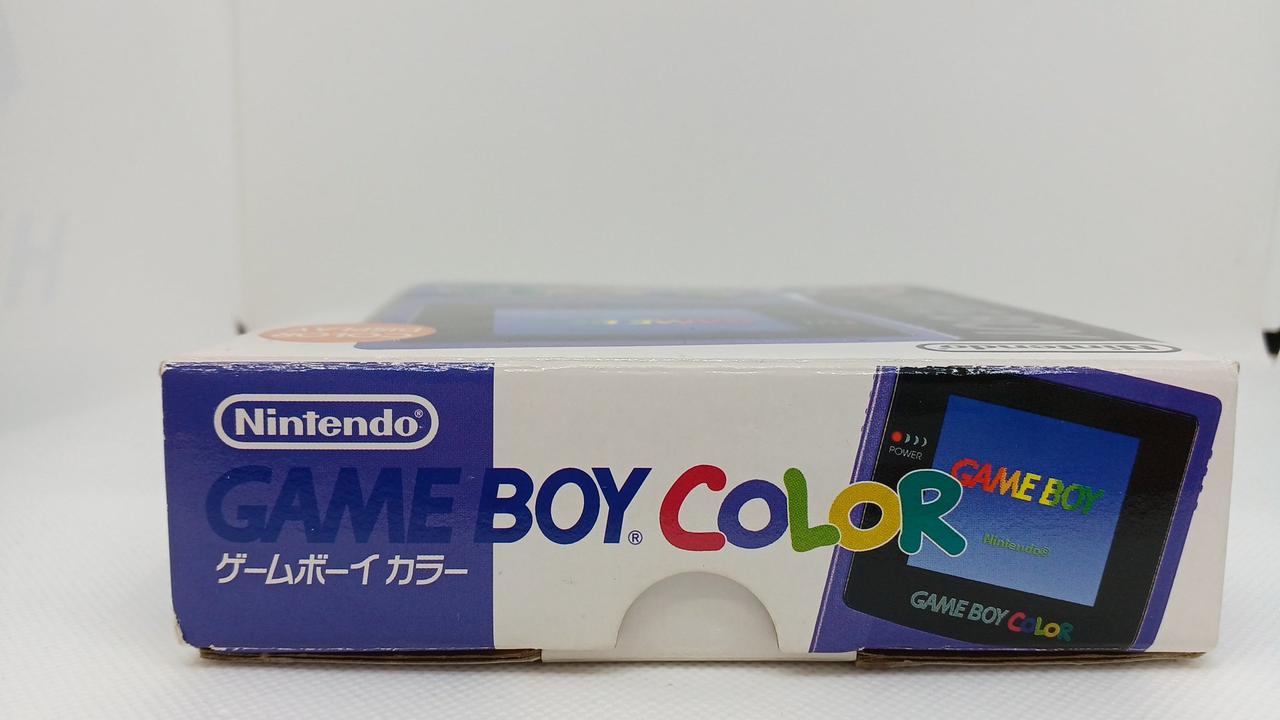 Nintendo
Nintendo®
GAME BOY® COLOR
ゲームボーイ カラー
POWER
GAME BOY
Nintendo®
GAME BOY COLOR